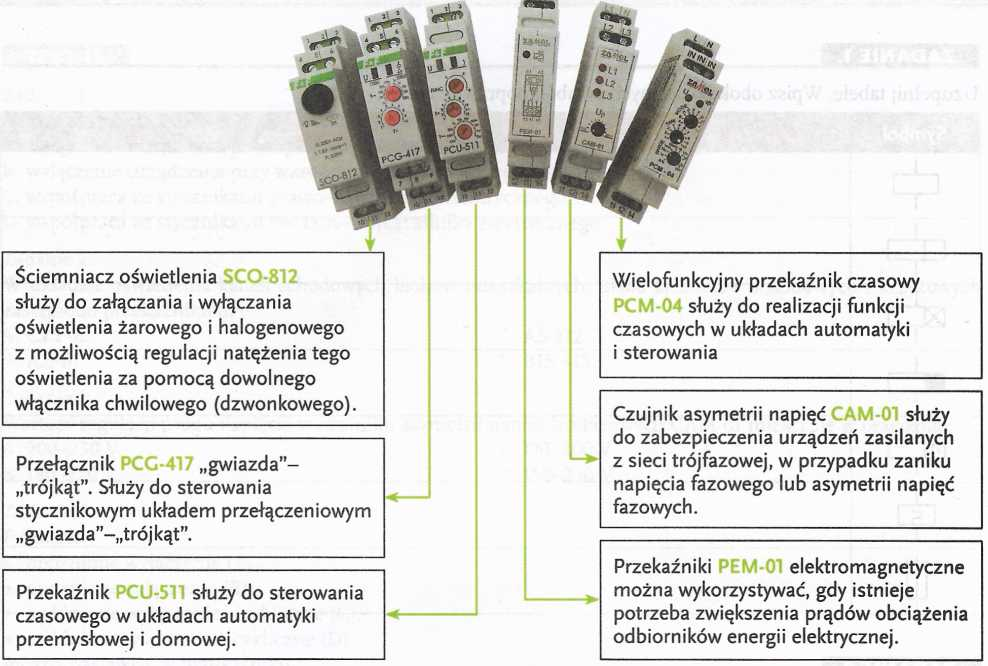 SCO-812
PCG-417
PCU-511
PEM-01
CAM-01
PCM-04
L1
L2
L3
Ściemniacz oświetlenia SCO-812
służy do załączania i wyłączania
oświetlenia żarowego i halogenowego
z możliwością regulacji natężenia tego
oświetlenia za pomocą dowolnego
włącznika chwilowego (dzwonkowego).
Przełącznik PCG-417 „gwiazda”–
„trójkąt”. Służy do sterowania
stycznikowym układem przełączeniowym
„gwiazda”–„trójkąt”.
Przekaźnik PCU-511 służy do sterowania
czasowego w układach automatyki
przemysłowej i domowej.
Wielofunkcyjny przekaźnik czasowy
PCM-04 służy do realizacji funkcji
czasowych w układach automatyki
i sterowania
Czujnik asymetrii napięć CAM-01 służy
do zabezpieczenia urządzeń zasilanych
z sieci trójfazowej, w przypadku zaniku
napięcia fazowego lub asymetrii napięć
fazowych.
Przekaźniki PEM-01 elektromagnetyczne
można wykorzystywać, gdy istnieje
potrzeba zwiększenia prądów obciążenia
odbiorników energii elektrycznej.